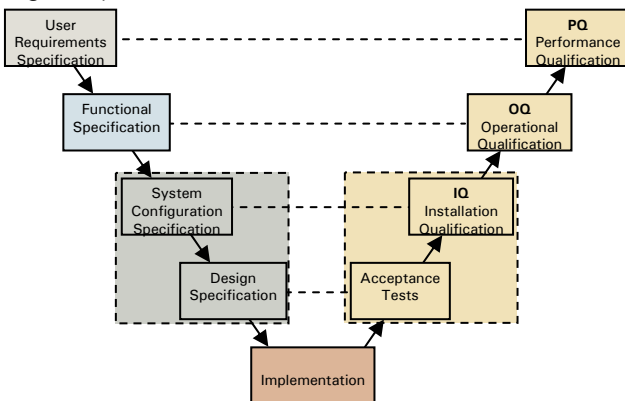 User
Requirements
Specification
PQ
Performance
Qualification
Functional
Specification
OQ
Operational
Qualification
System
Configuration
Specification
IQ
Installation
Qualification
Design
Specification
Acceptance
Tests
Implementation